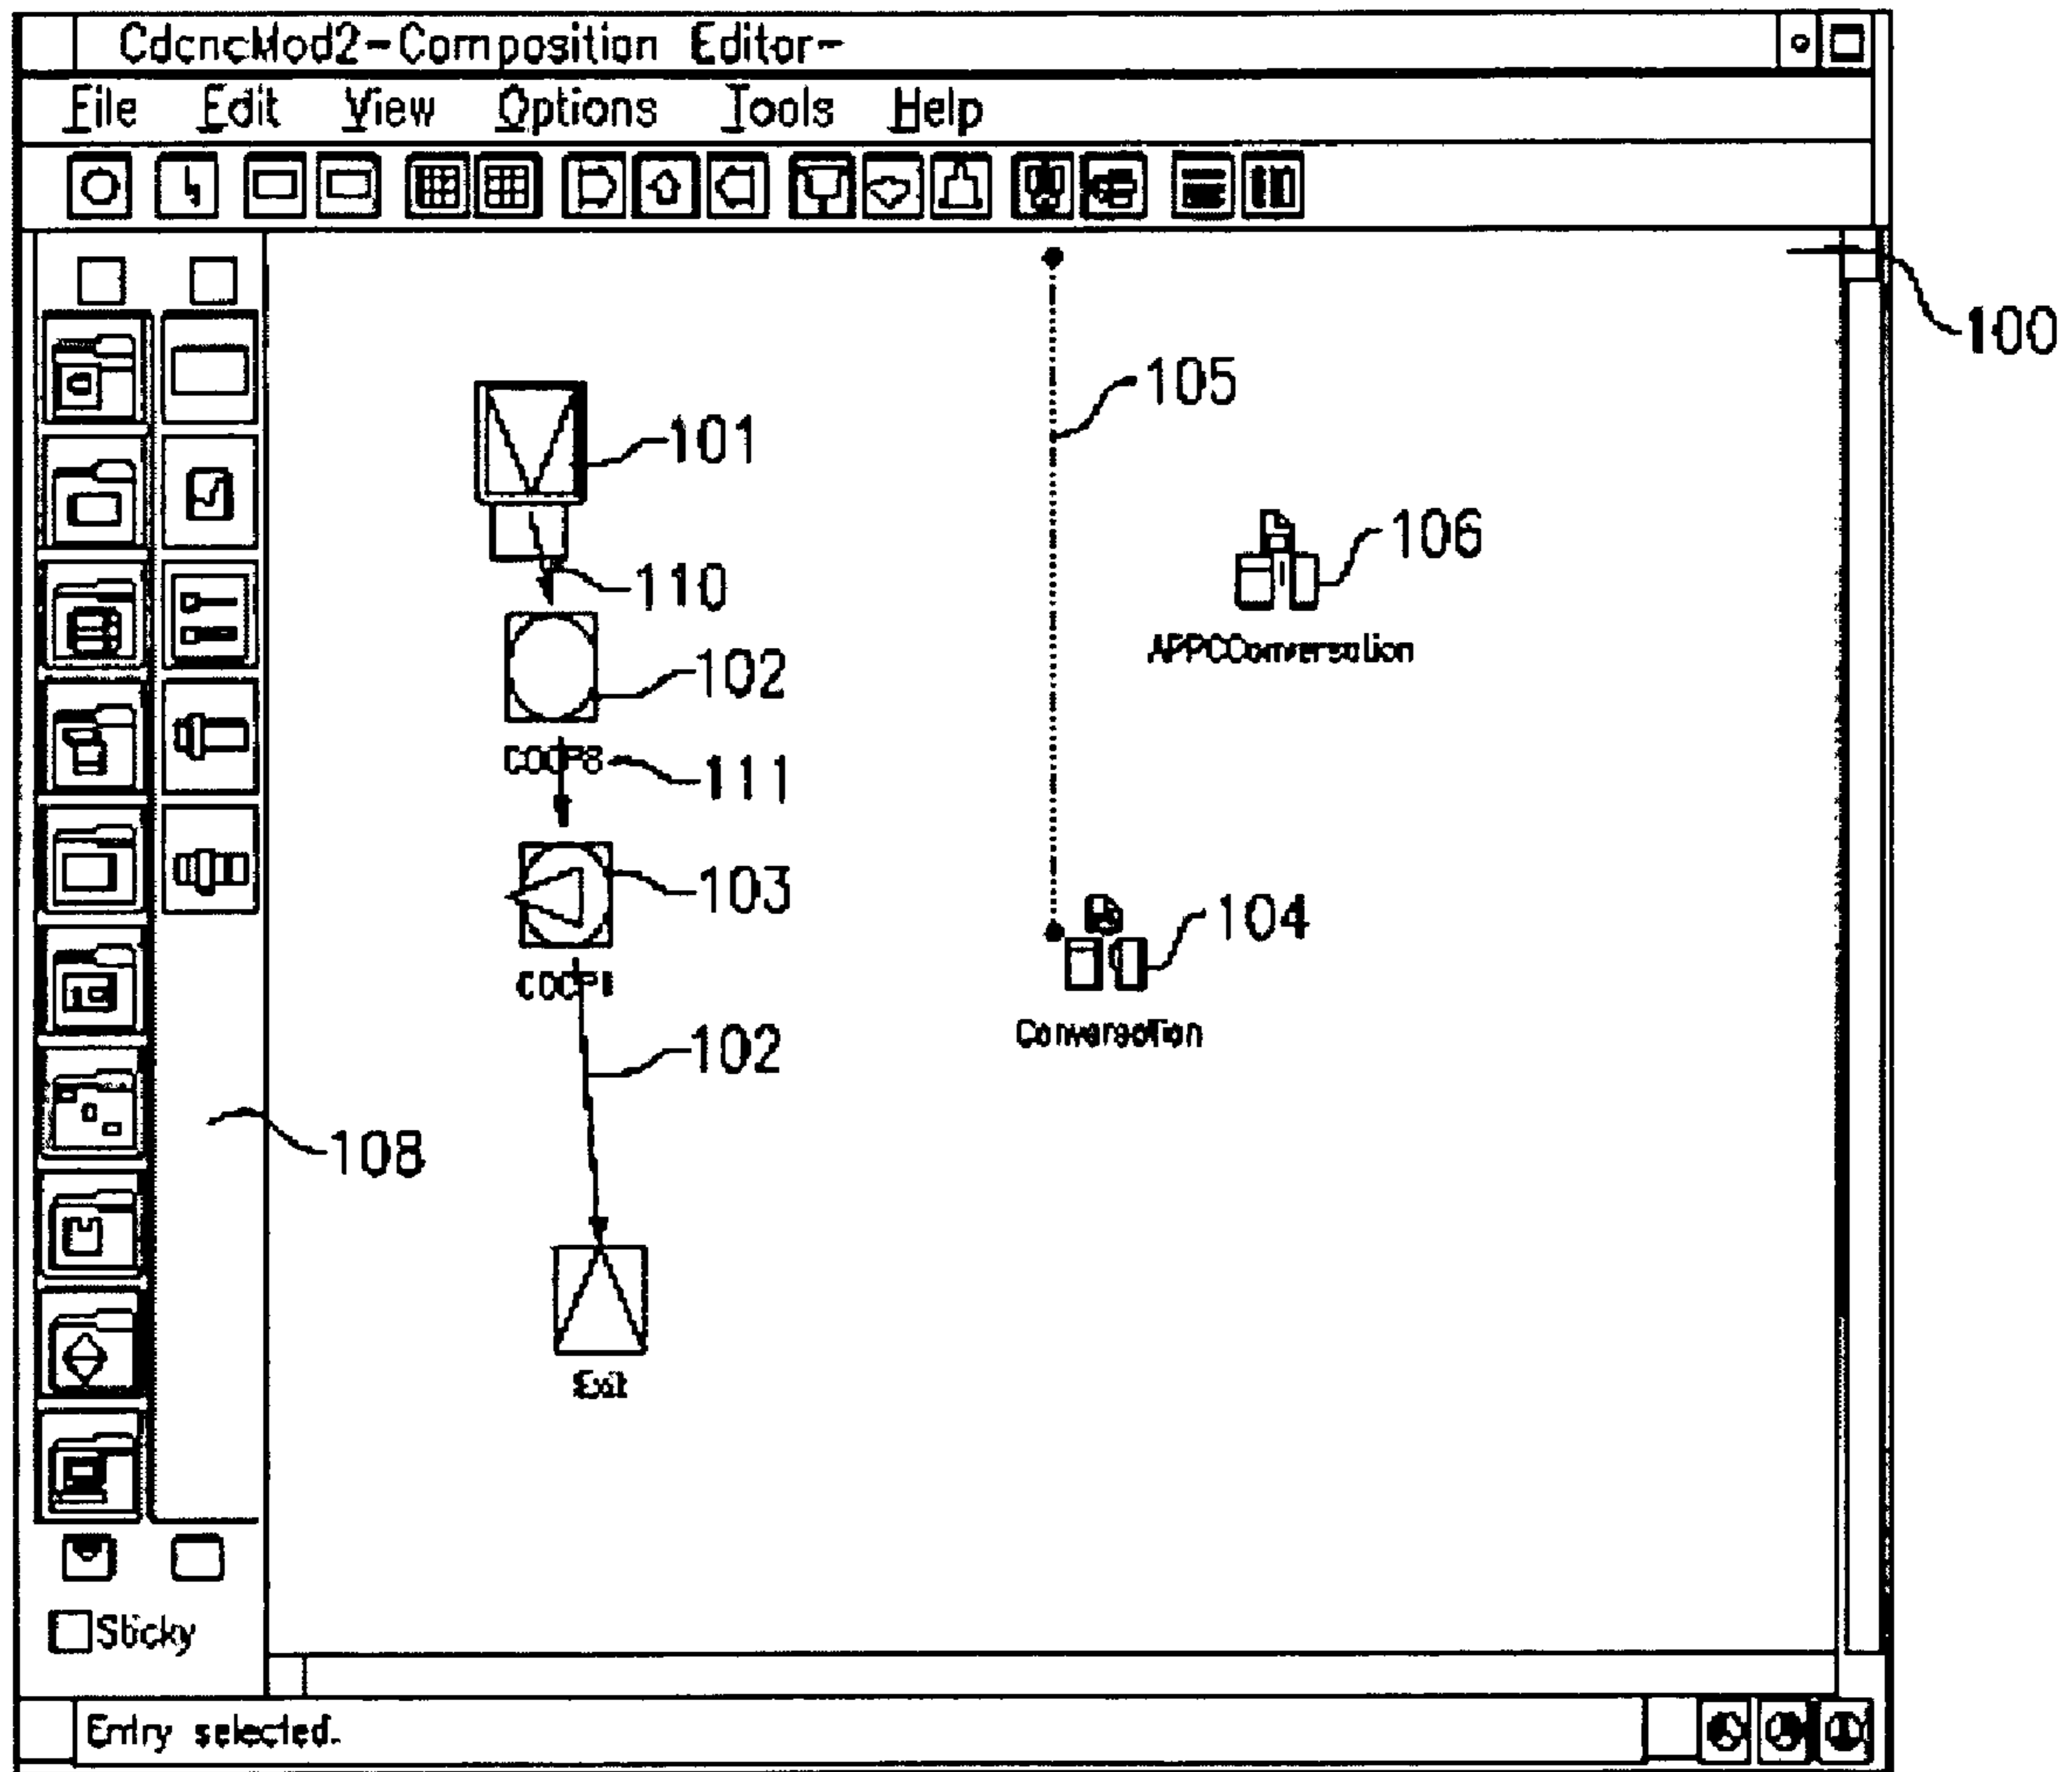 CdcncMod2-Composition Editor-
File Edit View Options Tools Help
100
105
101
106
110
APPCConversation
102
111
103
104
Conversation
102
108
Exit
Sticky
Entry selected.